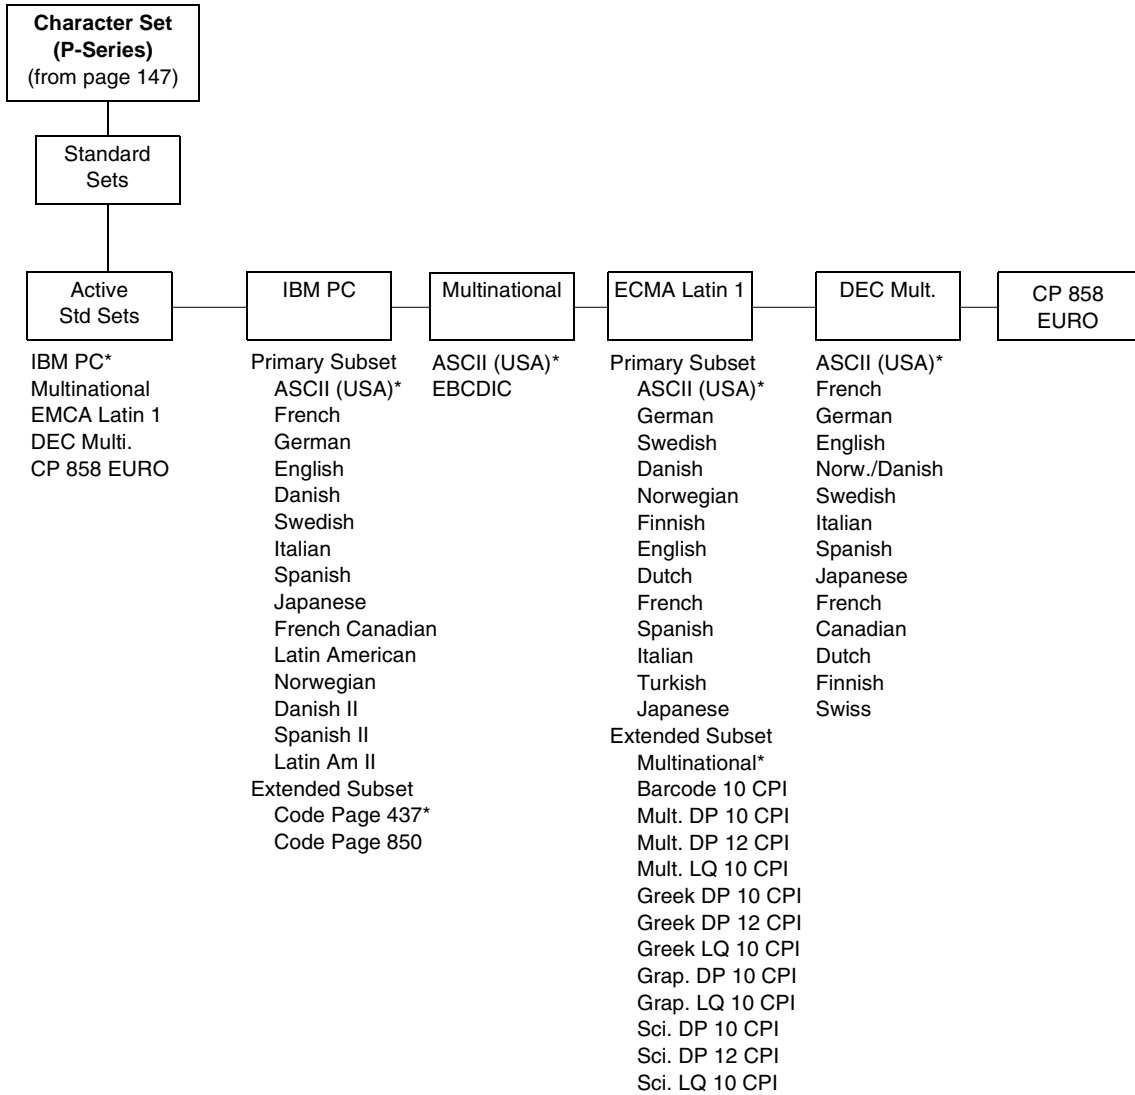 Character Set
(P-Series)
(from page 147)
Standard
Sets
Active
Std Sets
IBM PC*
Multinational
EMCA Latin 1
DEC Multi.
CP 858 EURO
IBM PC
Primary Subset
ASCII (USA)*
French
German
English
Danish
Swedish
Italian
Spanish
Japanese
French Canadian
Latin American
Norwegian
Danish II
Spanish II
Latin Am II
Extended Subset
Code Page 437*
Code Page 850
Multinational
ASCII (USA)*
EBCDIC
ECMA Latin 1
Primary Subset
ASCII (USA)*
German
Swedish
Danish
Norwegian
Finnish
English
Dutch
French
Spanish
Italian
Turkish
Japanese
Extended Subset
Multinational*
Barcode 10 CPI
Mult. DP 10 CPI
Mult. DP 12 CPI
Mult. LQ 10 CPI
Greek DP 10 CPI
Greek DP 12 CPI
Greek LQ 10 CPI
Grap. DP 10 CPI
Grap. LQ 10 CPI
Sci. DP 10 CPI
Sci. DP 12 CPI
Sci. LQ 10 CPI
DEC Mult.
ASCII (USA)*
French
German
English
Norw./Danish
Swedish
Italian
Spanish
Japanese
French
Canadian
Dutch
Finnish
Swiss
CP 858
EURO